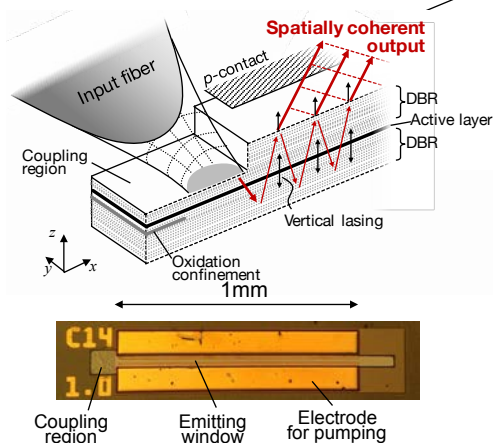 Spatially coherent
output
Input fiber
p-contact
DBR
Active layer
DBR
Coupling
region
Vertical lasing
z
y
x
Oxidation
confinement
1mm
C14
1.0
Coupling
region
Emitting
window
Electrode
for pumping